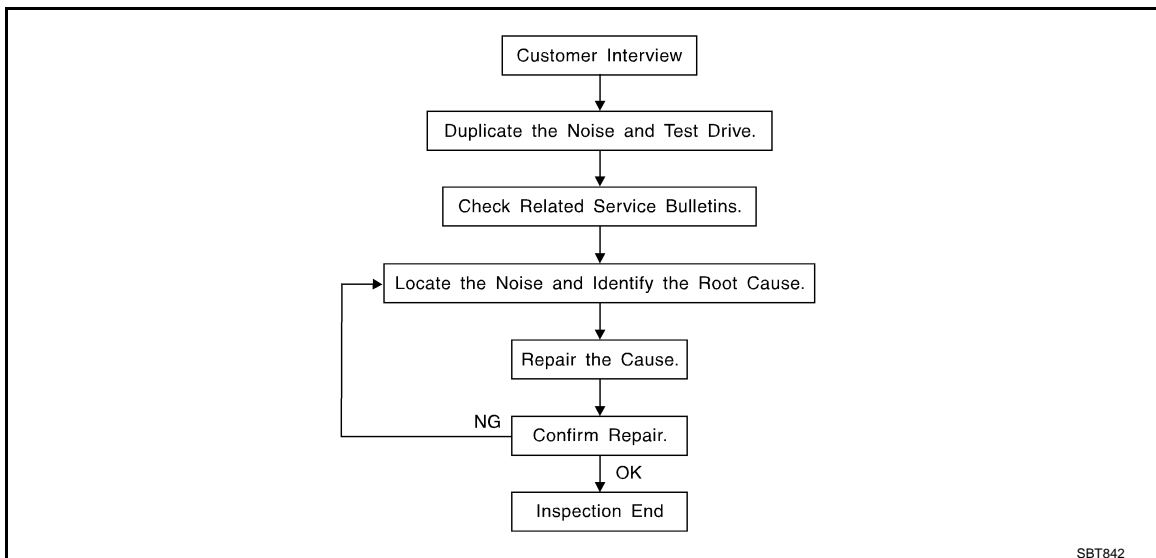 Customer Interview
Duplicate the Noise and Test Drive.
Check Related Service Bulletins.
Locate the Noise and Identify the Root Cause.
Repair the Cause.
NG
Confirm Repair.
OK
Inspection End
SBT842